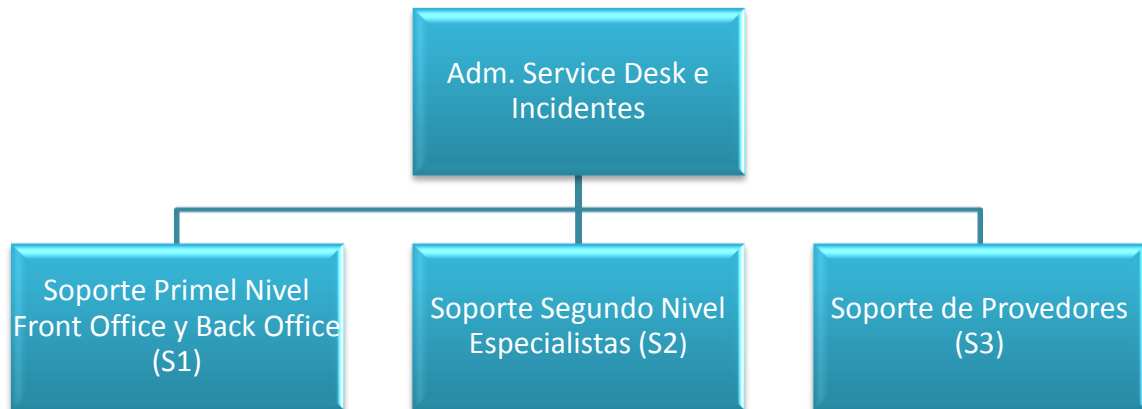 Adm. Service Desk e
Incidentes
Soporte Primel Nivel
Front Office y Back Office
(S1)
Soporte Segundo Nivel
Especialistas (S2)
Soporte de Provedores
(S3)